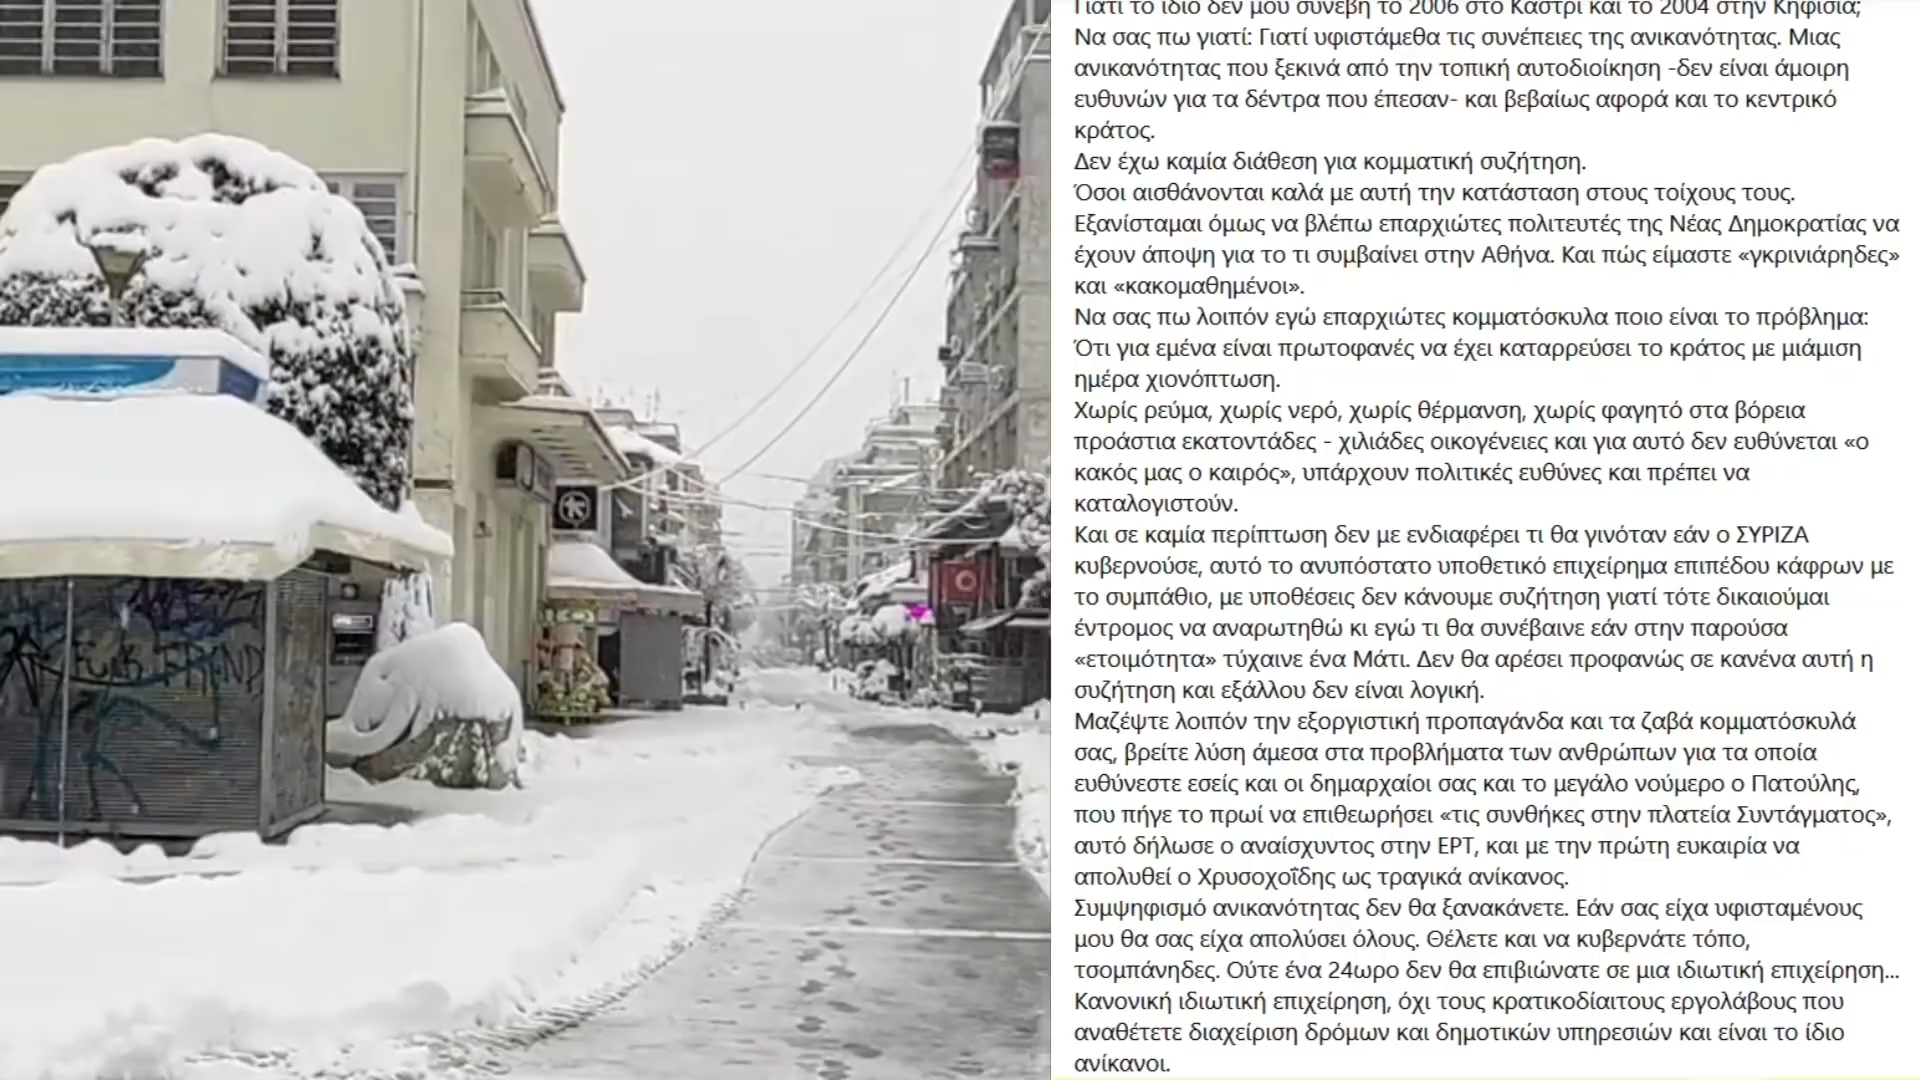 Γιατί το ίδιο δεν μου συνέβη το 2006 στο Καστρί και το 2004 στην Κηφισιά;
Να σας πω γιατί: Γιατί υφιστάμεθα τις συνέπειες της ανικανότητας. Μιας
ανικανότητας που ξεκινά από την τοπική αυτοδιοίκηση -δεν είναι άμοιρη
ευθυνών για τα δέντρα που έπεσαν- και βεβαίως αφορά και το κεντρικό
κράτος.
Δεν έχω καμία διάθεση για κομματική συζήτηση.
Όσοι αισθάνονται καλά με αυτή την κατάσταση στους τοίχους τους.
Εξανίσταμαι όμως να βλέπω επαρχιώτες πολιτευτές της Νέας Δημοκρατίας να
έχουν άποψη για το τι συμβαίνει στην Αθήνα. Και πώς είμαστε «γκρινιάρηδες»
και «κακομαθημένοι».
Να σας πω λοιπόν εγώ επαρχιώτες κομματόσκυλα ποιο είναι το πρόβλημα:
Ότι για εμένα είναι πρωτοφανές να έχει καταρρεύσει το κράτος με μιάμιση
ημέρα χιονόπτωση.
Χωρίς ρεύμα, χωρίς νερό, χωρίς θέρμανση, χωρίς φαγητό στα βόρεια
προάστια εκατοντάδες - χιλιάδες οικογένειες και για αυτό δεν ευθύνεται «ο
κακός μας ο καιρός», υπάρχουν πολιτικές ευθύνες και πρέπει να
καταλογιστούν.
Και σε καμία περίπτωση δεν με ενδιαφέρει τι θα γινόταν εάν ο ΣΥΡΙΖΑ
κυβερνούσε, αυτό το ανυπόστατο υποθετικό επιχείρημα επιπέδου κάφρων με
το συμπάθιο, με υποθέσεις δεν κάνουμε συζήτηση γιατί τότε δικαιούμαι
έντρομος να αναρωτηθώ κι εγώ τι θα συνέβαινε εάν στην παρούσα
«ετοιμότητα» τύχαινε ένα Μάτι. Δεν θα αρέσει προφανώς σε κανένα αυτή η
συζήτηση και εξάλλου δεν είναι λογική.
Μαζέψτε λοιπόν την εξοργιστική προπαγάνδα και τα ζαβά κομματόσκυλά
σας, βρείτε λύση άμεσα στα προβλήματα των ανθρώπων για τα οποία
ευθύνεστε εσείς και οι δημαρχαίοι σας και το μεγάλο νούμερο ο Πατούλης,
που πήγε το πρωί να επιθεωρήσει «τις συνθήκες στην πλατεία Συντάγματος»,
αυτό δήλωσε ο αναίσχυντος στην ΕΡΤ, και με την πρώτη ευκαιρία να
απολυθεί ο Χρυσοχοΐδης ως τραγικά ανίκανος.
Συμψηφισμό ανικανότητας δεν θα ξανακάνετε. Εάν σας είχα υφισταμένους
μου θα σας είχα απολύσει όλους. Θέλετε και να κυβερνάτε τόπο,
τσομπάνηδες. Ούτε ένα 24ωρο δεν θα επιβιώνατε σε μια ιδιωτική επιχείρηση...
Κανονική ιδιωτική επιχείρηση, όχι τους κρατικοδίαιτους εργολάβους που
αναθέτετε διαχείριση δρόμων και δημοτικών υπηρεσιών και είναι το ίδιο
ανίκανοι.